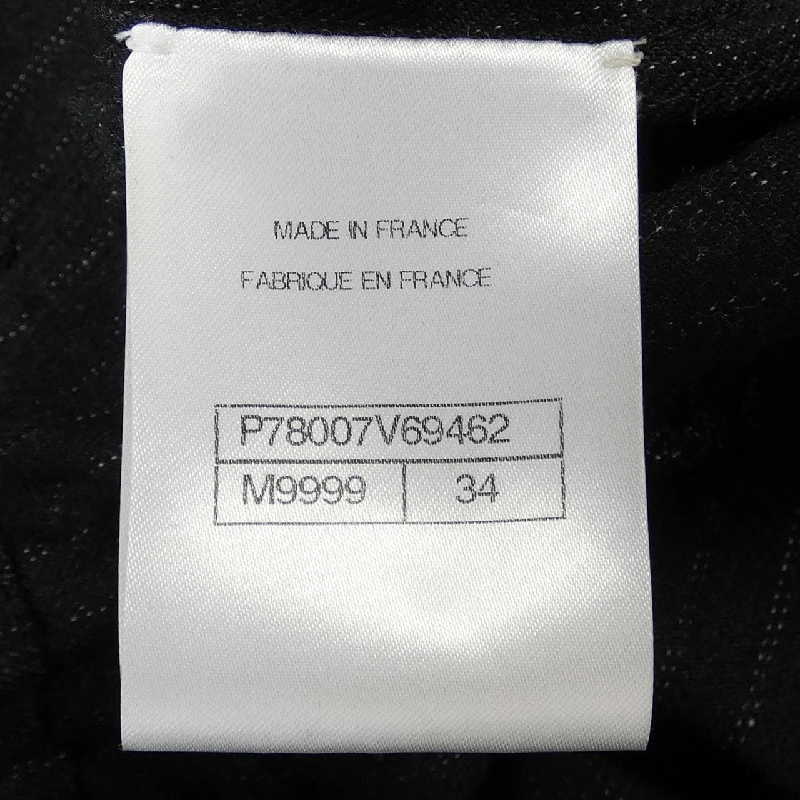 MADE IN FRANCE
FABRIQUE EN FRANCE
P78007V69462
M9999 34